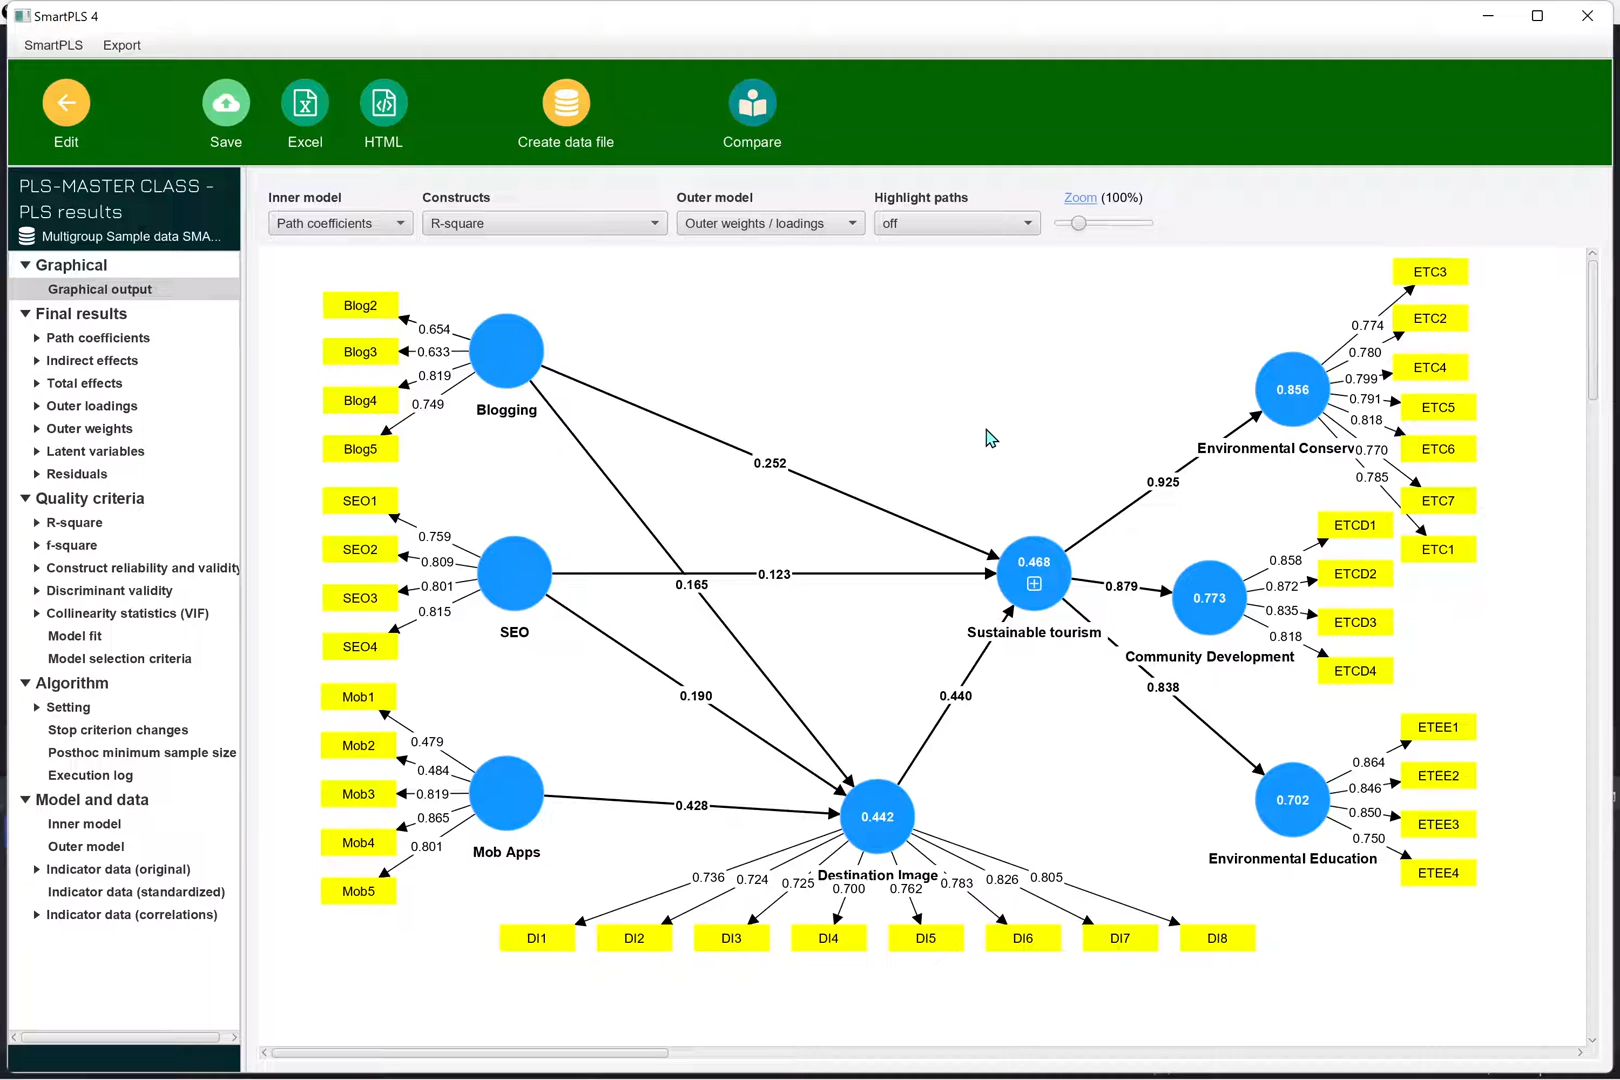 SmartPLS 4
SmartPLS Export
Edit Save Excel HTML Create data file Compare
PLS-MASTER CLASS -
PLS results
Multigroup Sample data SMA...
Graphical
Graphical output
Final results
Path coefficients
Indirect effects
Total effects
Outer loadings
Outer weights
Latent variables
Residuals
Quality criteria
R-square
f-square
Construct reliability and validity
Discriminant validity
Collinearity statistics (VIF)
Model fit
Model selection criteria
Algorithm
Setting
Stop criterion changes
Posthoc minimum sample size
Execution log
Model and data
Inner model
Outer model
Indicator data (original)
Indicator data (standardized)
Indicator data (correlations)
Inner model Constructs Outer model Highlight paths Zoom (100%)
Path coefficients R-square Outer weights / loadings off
Blog2
Blog3
Blog4
Blog5
0.654
0.633
0.819
0.749
Blogging
SEO1
SEO2
SEO3
SEO4
0.759
0.809
0.801
0.815
SEO
Mob1
Mob2
Mob3
Mob4
Mob5
0.479
0.484
0.819
0.865
0.801
Mob Apps
0.252
0.165
0.123
0.190
0.428
0.440
0.442
Destination Image
0.736 0.724 0.725 0.700 0.762 0.783 0.826 0.805
DI1 DI2 DI3 DI4 DI5 DI6 DI7 DI8
0.468
Sustainable tourism
0.925
0.879
0.838
0.856
Environmental Conserv
0.774
0.780
0.799
0.791
0.818
0.770
0.785
ETC3
ETC2
ETC4
ETC5
ETC6
ETC7
ETC1
0.773
Community Development
0.858
0.872
0.835
0.818
ETCD1
ETCD2
ETCD3
ETCD4
0.702
Environmental Education
0.864
0.846
0.850
0.750
ETEE1
ETEE2
ETEE3
ETEE4